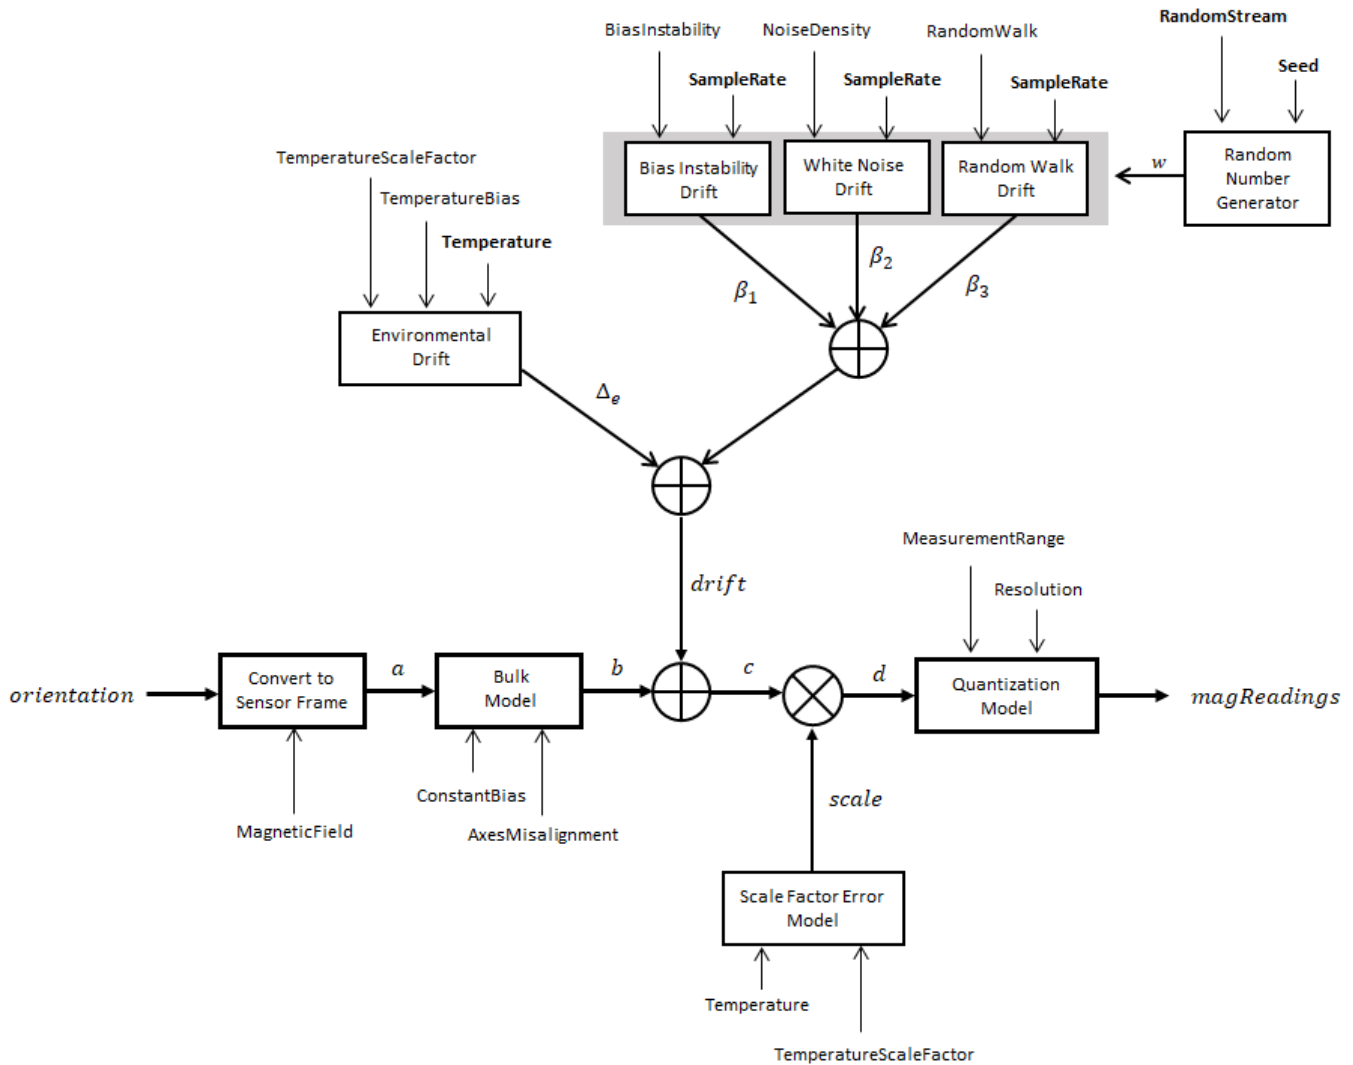 RandomStream
BiasInstability
NoiseDensity
RandomWalk
Seed
SampleRate
SampleRate
SampleRate
Bias Instability
Drift
White Noise
Drift
Random Walk
Drift
w
Random
Number
Generator
TemperatureScaleFactor
TemperatureBias
Temperature
β₁
β₂
β₃
Environmental
Drift
Δₑ
drift
MeasurementRange
Resolution
orientation
Convert to
Sensor Frame
a
Bulk
Model
b
c
d
Quantization
Model
magReadings
ConstantBias
AxesMisalignment
MagneticField
scale
Scale Factor Error
Model
Temperature
TemperatureScaleFactor